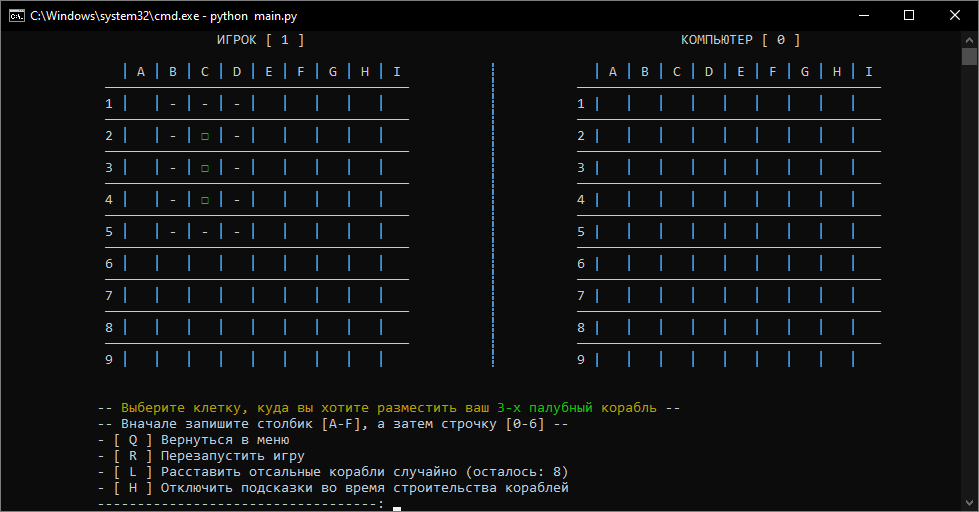 C:\Windows\system32\cmd.exe - python  main.py
ИГРОК [ 1 ] КОМПЬЮТЕР [ 0 ]
| A | B | C | D | E | F | G | H | I | A | B | C | D | E | F | G | H | I
1 | | - | - | - | | | | | 1 | | | | | | | | |
2 | | - | □ | - | | | | | 2 | | | | | | | | |
3 | | - | □ | - | | | | | 3 | | | | | | | | |
4 | | - | □ | - | | | | | 4 | | | | | | | | |
5 | | - | - | - | | | | | 5 | | | | | | | | |
6 | | | | | | | | | 6 | | | | | | | | |
7 | | | | | | | | | 7 | | | | | | | | |
8 | | | | | | | | | 8 | | | | | | | | |
9 | | | | | | | | | 9 | | | | | | | | |
-- Выберите клетку, куда вы хотите разместить ваш 3-х палубный корабль --
-- Вначале запишите столбик [A-F], а затем строчку [0-6] --
- [ Q ] Вернуться в меню
- [ R ] Перезапустить игру
- [ L ] Расставить отсальные корабли случайно (осталось: 8)
- [ H ] Отключить подсказки во время строительства кораблей
-----------------------------------: _